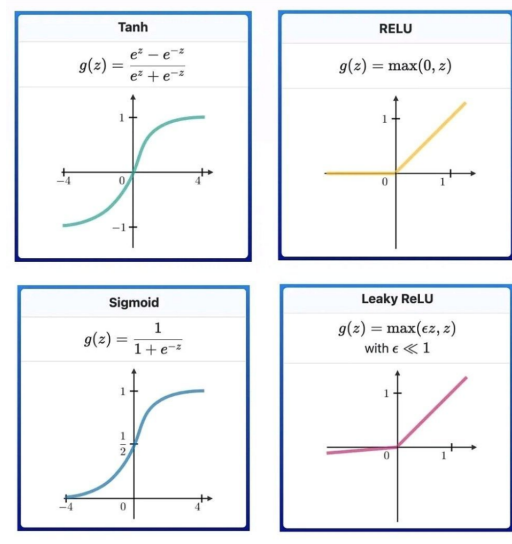 Tanh
g(z) = (e^z − e^−z) / (e^z + e^−z)
1
−4
0
4
−1
RELU
g(z) = max(0, z)
1
0
1
Sigmoid
g(z) = 1 / (1 + e^−z)
1
1/2
−4
0
4
Leaky ReLU
g(z) = max(ϵz, z)
with ϵ ≪ 1
1
0
1